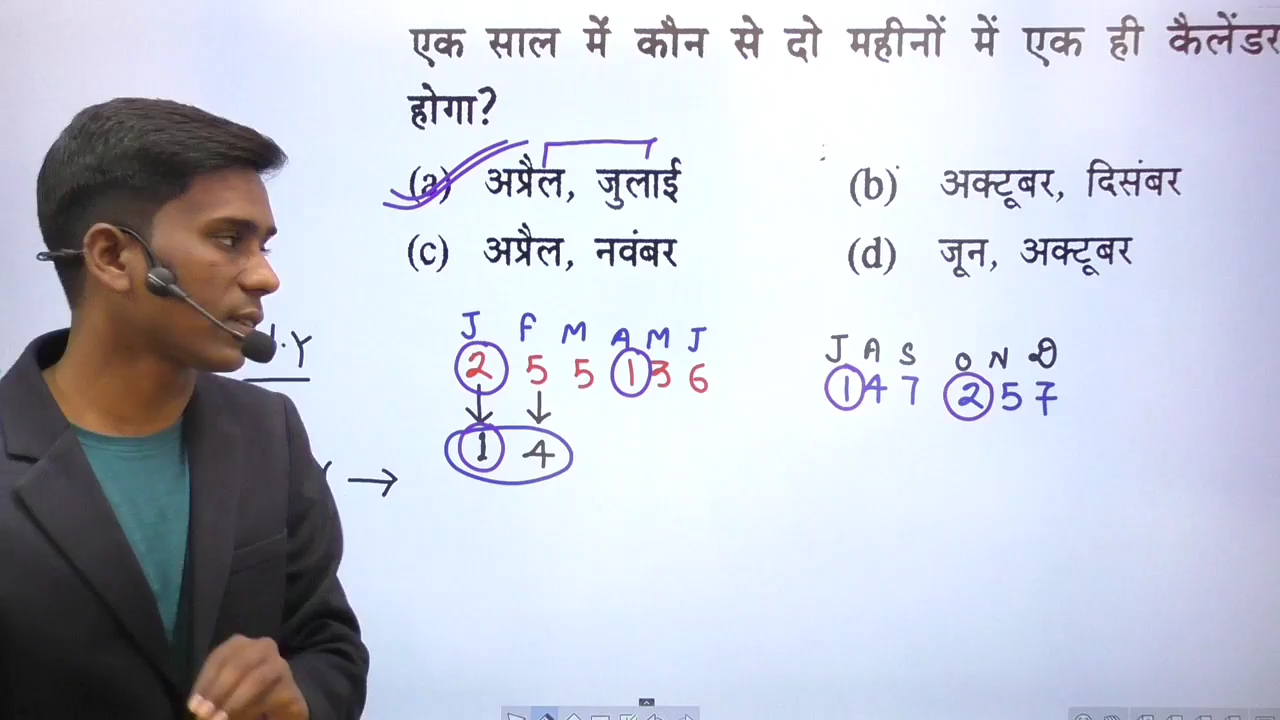 एक साल में कौन से दो महीनों में एक ही कैलेंडर
होगा?
(a) अप्रैल, जुलाई (b) अक्टूबर, दिसंबर
(c) अप्रैल, नवंबर (d) जून, अक्टूबर
J F M A M J J A S O N D
2 5 5 1 3 6 1 4 7 2 5 7
1 4
.Y